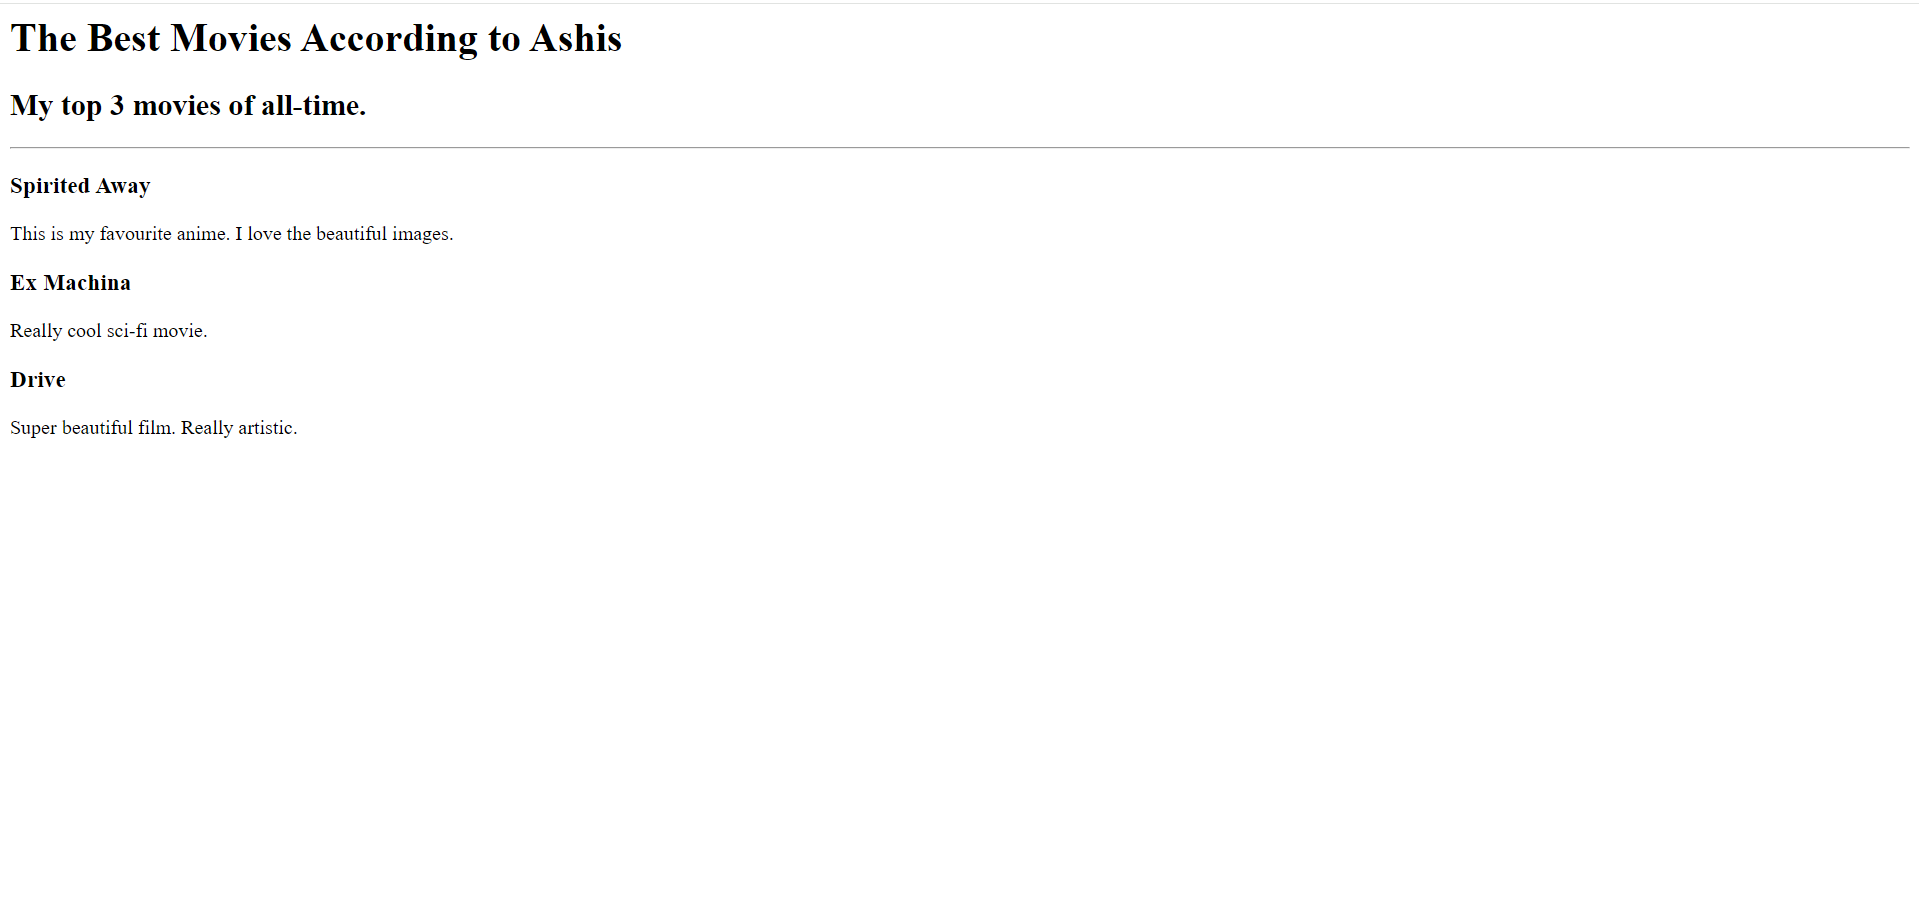 The Best Movies According to Ashis
My top 3 movies of all-time.
Spirited Away
This is my favourite anime. I love the beautiful images.
Ex Machina
Really cool sci-fi movie.
Drive
Super beautiful film. Really artistic.